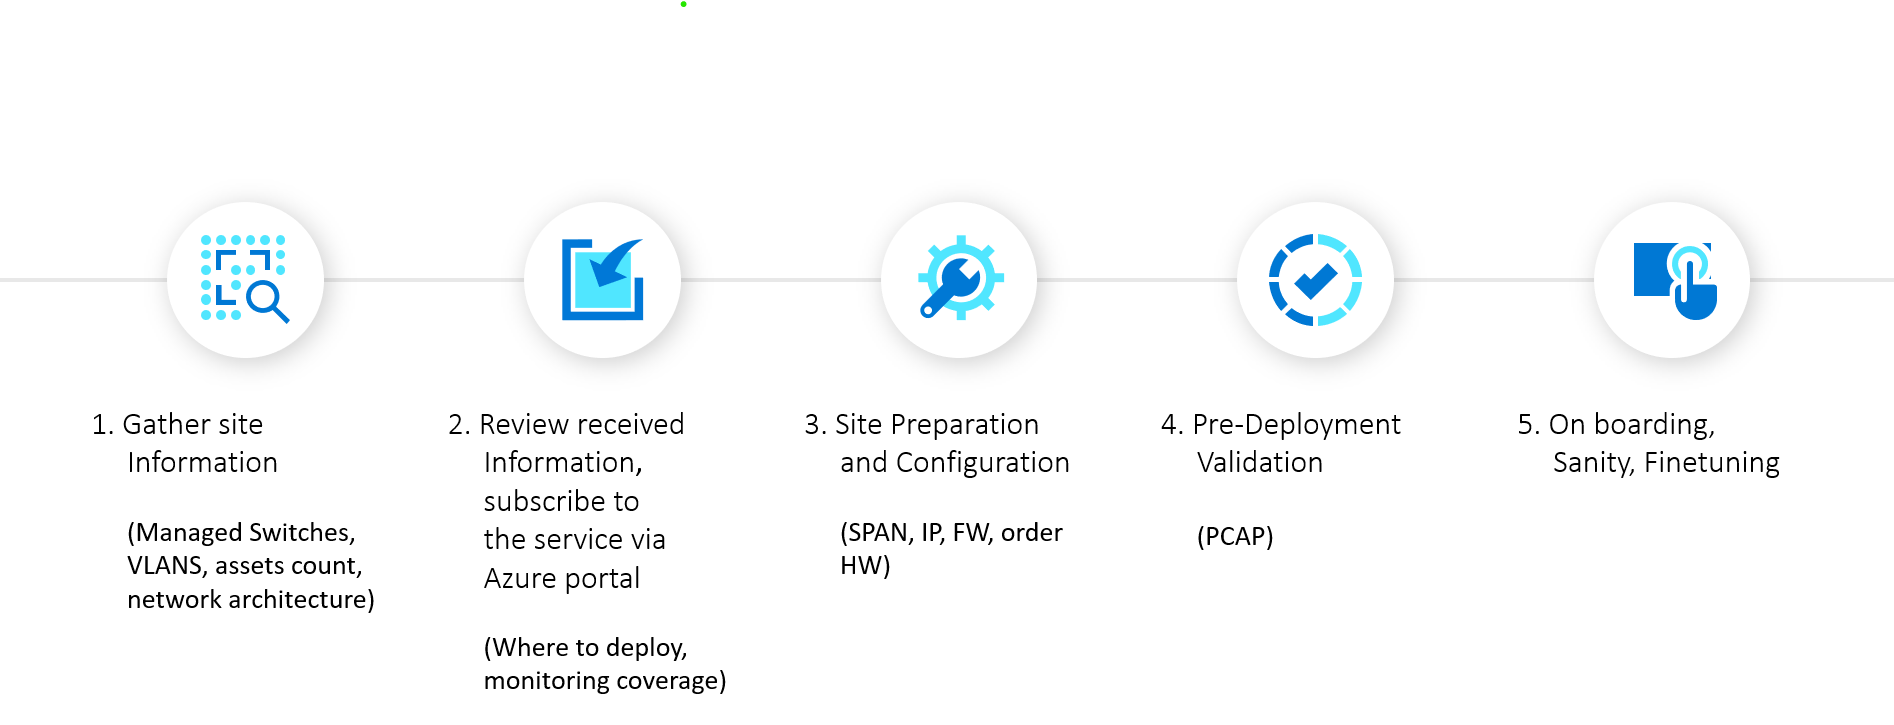 1. Gather site
Information
(Managed Switches,
VLANS, assets count,
network architecture)
2. Review received
Information,
subscribe to
the service via
Azure portal
(Where to deploy,
monitoring coverage)
3. Site Preparation
and Configuration
(SPAN, IP, FW, order
HW)
4. Pre-Deployment
Validation
(PCAP)
5. On boarding,
Sanity, Finetuning